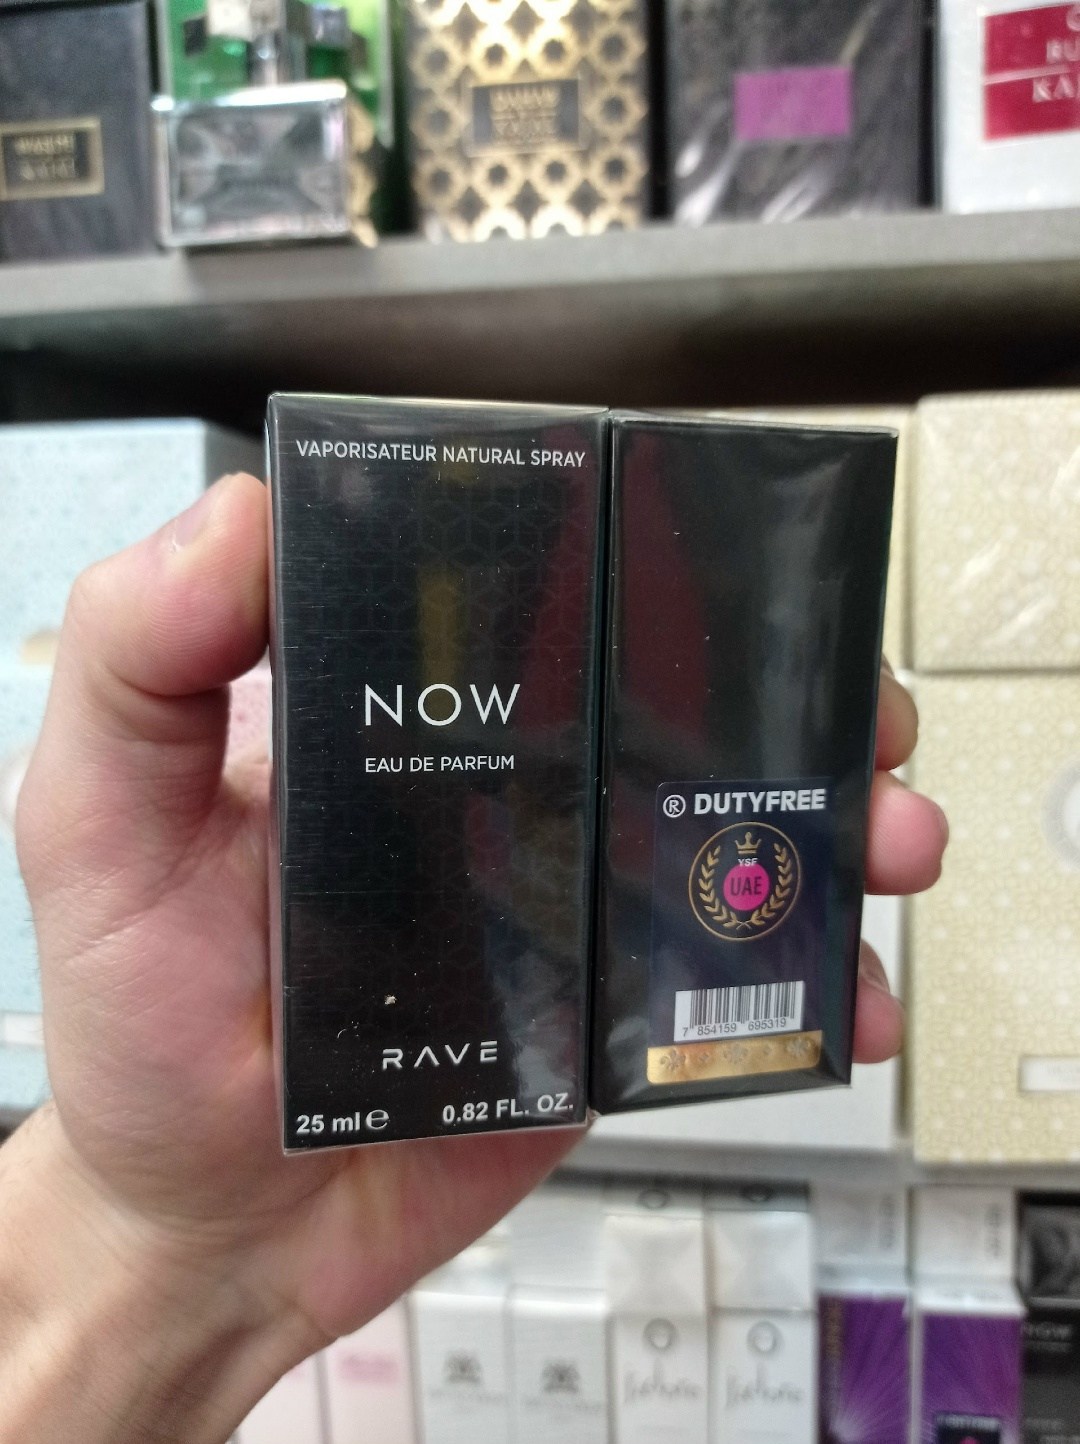 VAPORISATEUR NATURAL SPRAY
NOW
EAU DE PARFUM
RAVE
25 ml e
0.82 FL. OZ.
® DUTYFREE
YSF
UAE
7 854159 695319
NOW